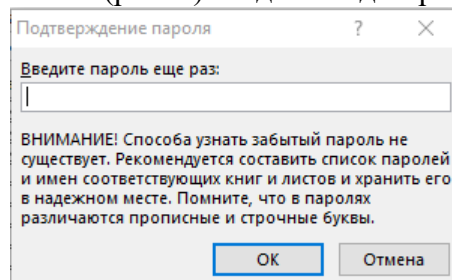 Подтверждение пароля ? ×
Введите пароль еще раз:
ВНИМАНИЕ! Способа узнать забытый пароль не
существует. Рекомендуется составить список паролей
и имен соответствующих книг и листов и хранить его
в надежном месте. Помните, что в паролях
различаются прописные и строчные буквы.
ОК Отмена